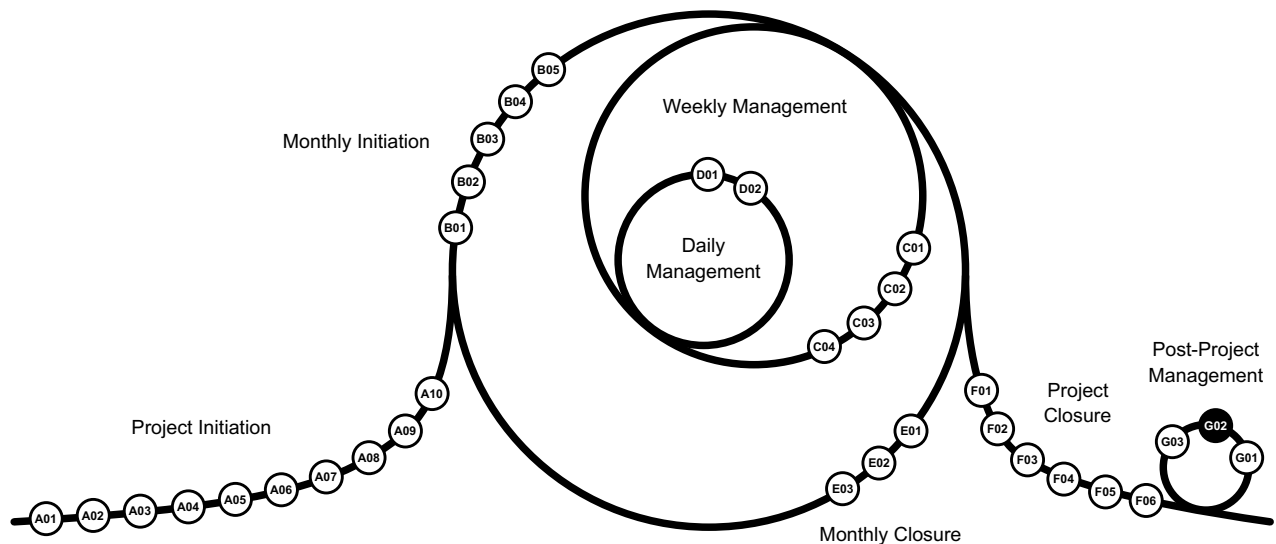 Project Initiation
A01
A02
A03
A04
A05
A06
A07
A08
A09
A10
Monthly Initiation
B01
B02
B03
B04
B05
Weekly Management
C01
C02
C03
C04
Daily
Management
D01
D02
Monthly Closure
E01
E02
E03
Project
Closure
F01
F02
F03
F04
F05
F06
Post-Project
Management
G01
G02
G03